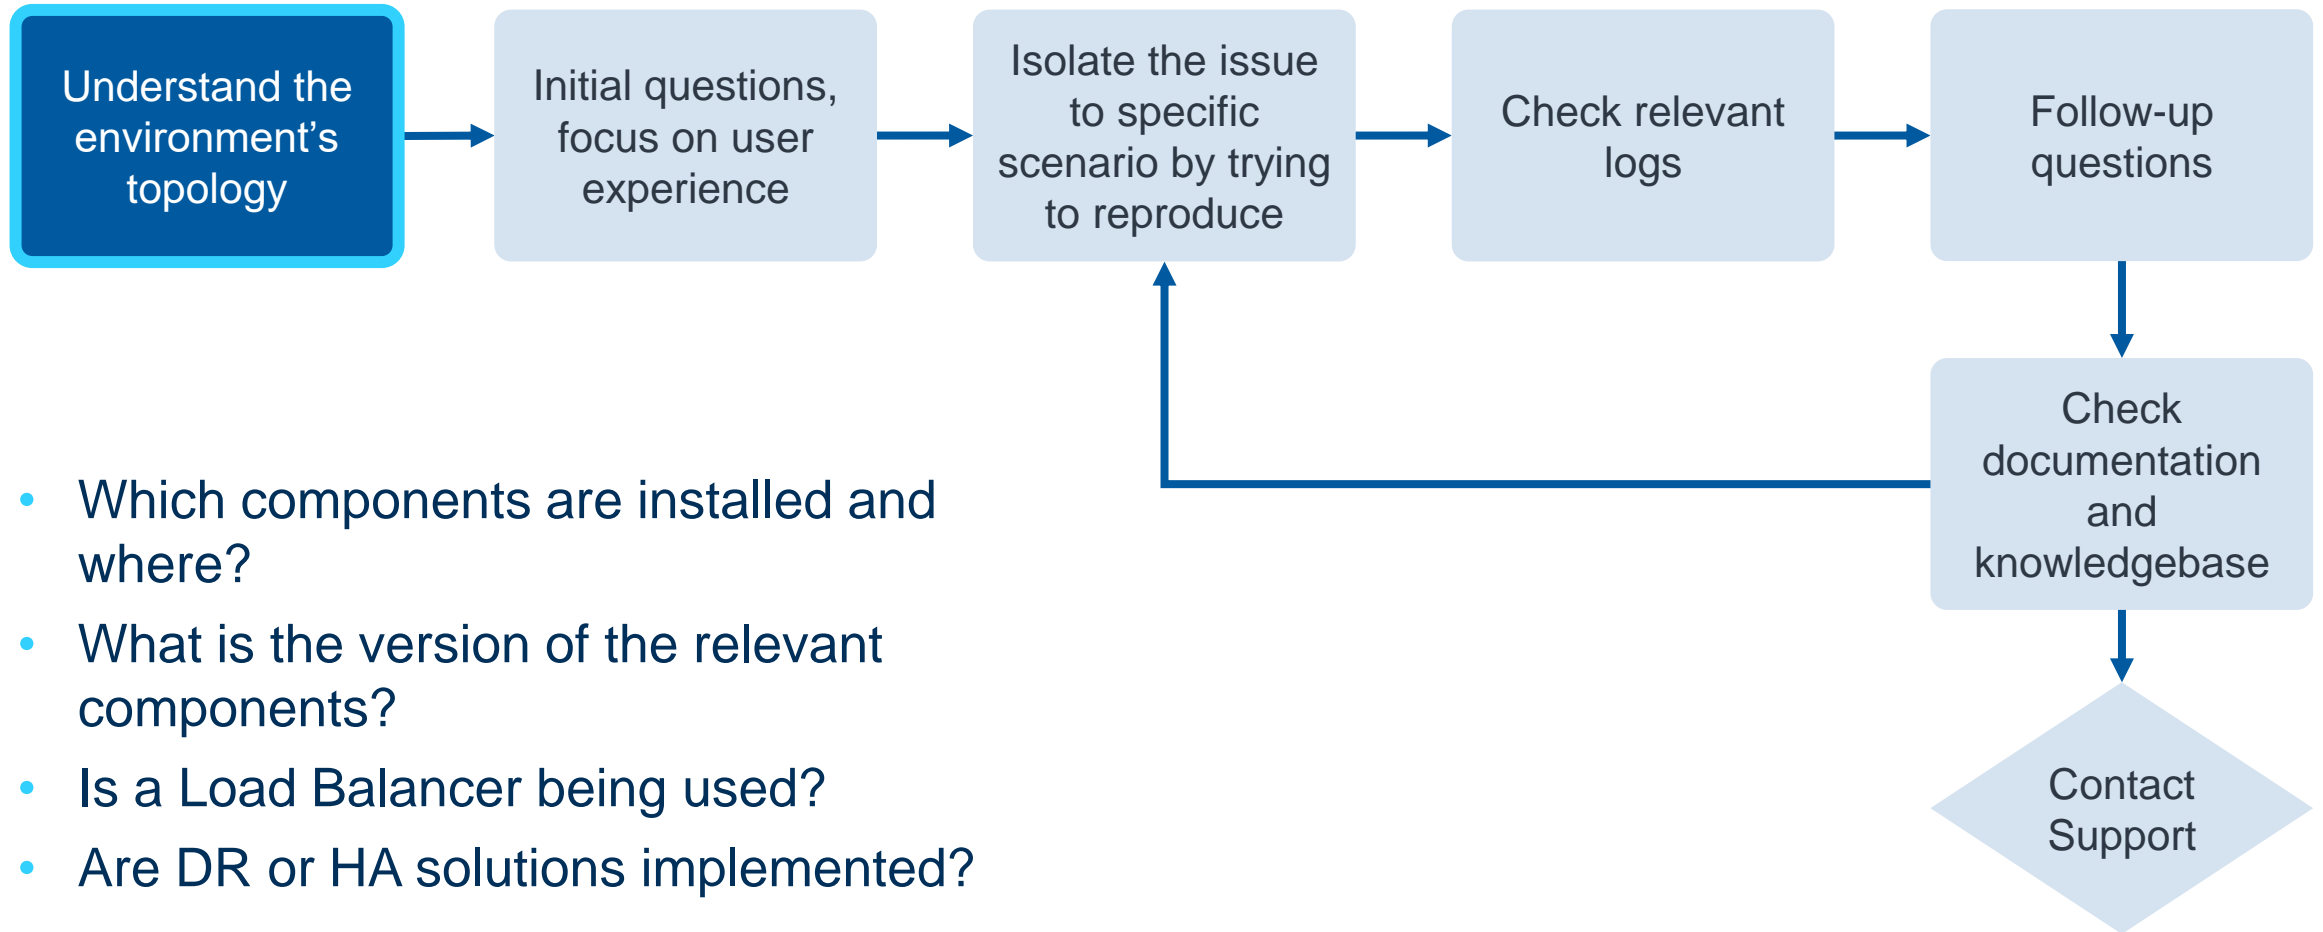 Understand the
environment’s
topology
Initial questions,
focus on user
experience
Isolate the issue
to specific
scenario by trying
to reproduce
Check relevant
logs
Follow-up
questions
Check
documentation
and
knowledgebase
Contact
Support
• Which components are installed and
where?
• What is the version of the relevant
components?
• Is a Load Balancer being used?
• Are DR or HA solutions implemented?